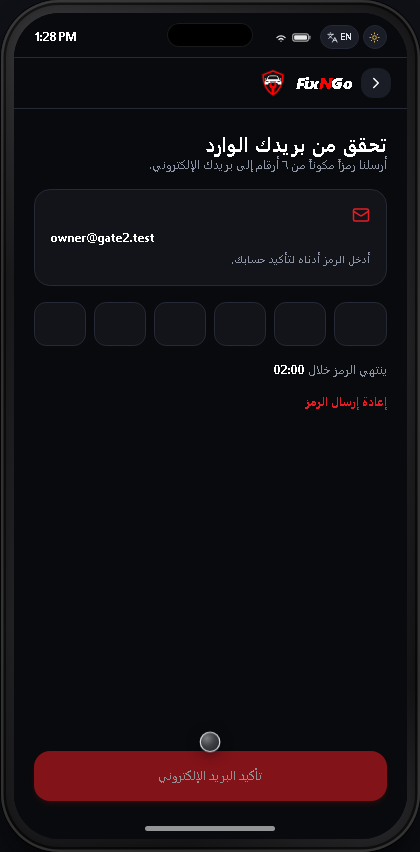 1:28 PM
EN
FixNGo
تحقق من بريدك الوارد
أرسلنا رمزاً مكوناً من ٦ أرقام إلى بريدك الإلكتروني.
owner@gate2.test
أدخل الرمز أدناه لتأكيد حسابك.
ينتهي الرمز خلال 02:00
إعادة إرسال الرمز
تأكيد البريد الإلكتروني